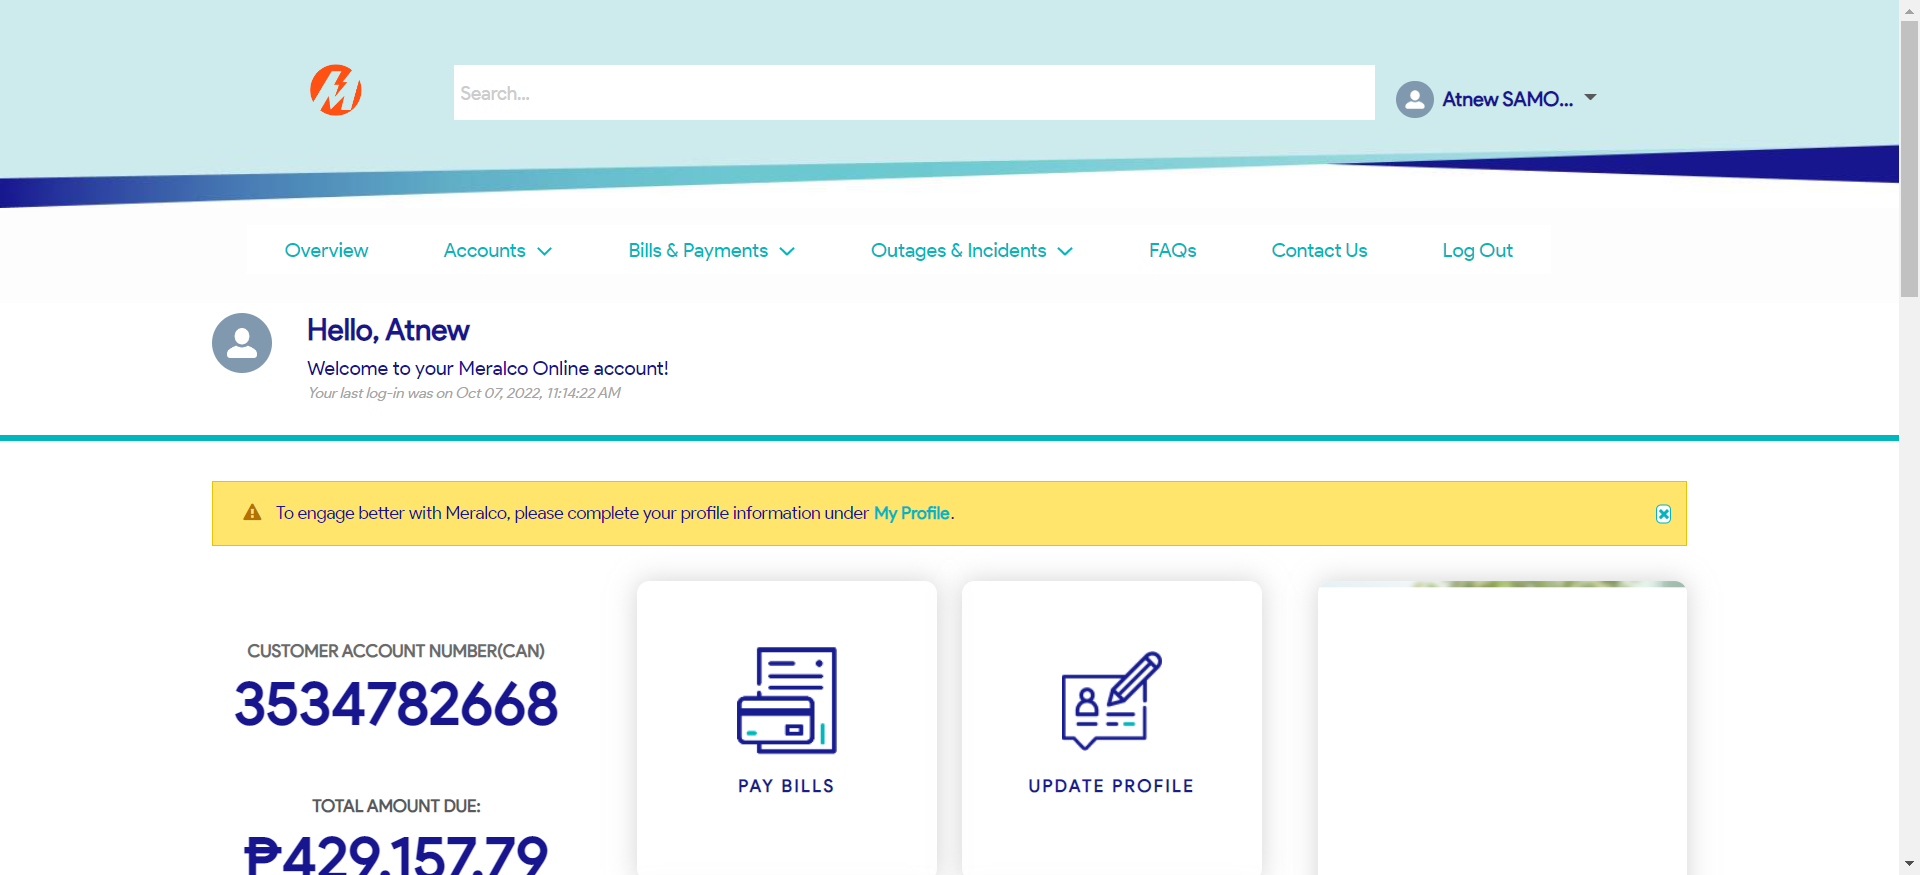 Search...
Atnew SAMO...
Overview
Accounts
Bills & Payments
Outages & Incidents
FAQs
Contact Us
Log Out
Hello, Atnew
Welcome to your Meralco Online account!
Your last log-in was on Oct 07, 2022, 11:14:22 AM
To engage better with Meralco, please complete your profile information under My Profile.
CUSTOMER ACCOUNT NUMBER(CAN)
3534782668
TOTAL AMOUNT DUE:
₱429,157.79
PAY BILLS
UPDATE PROFILE